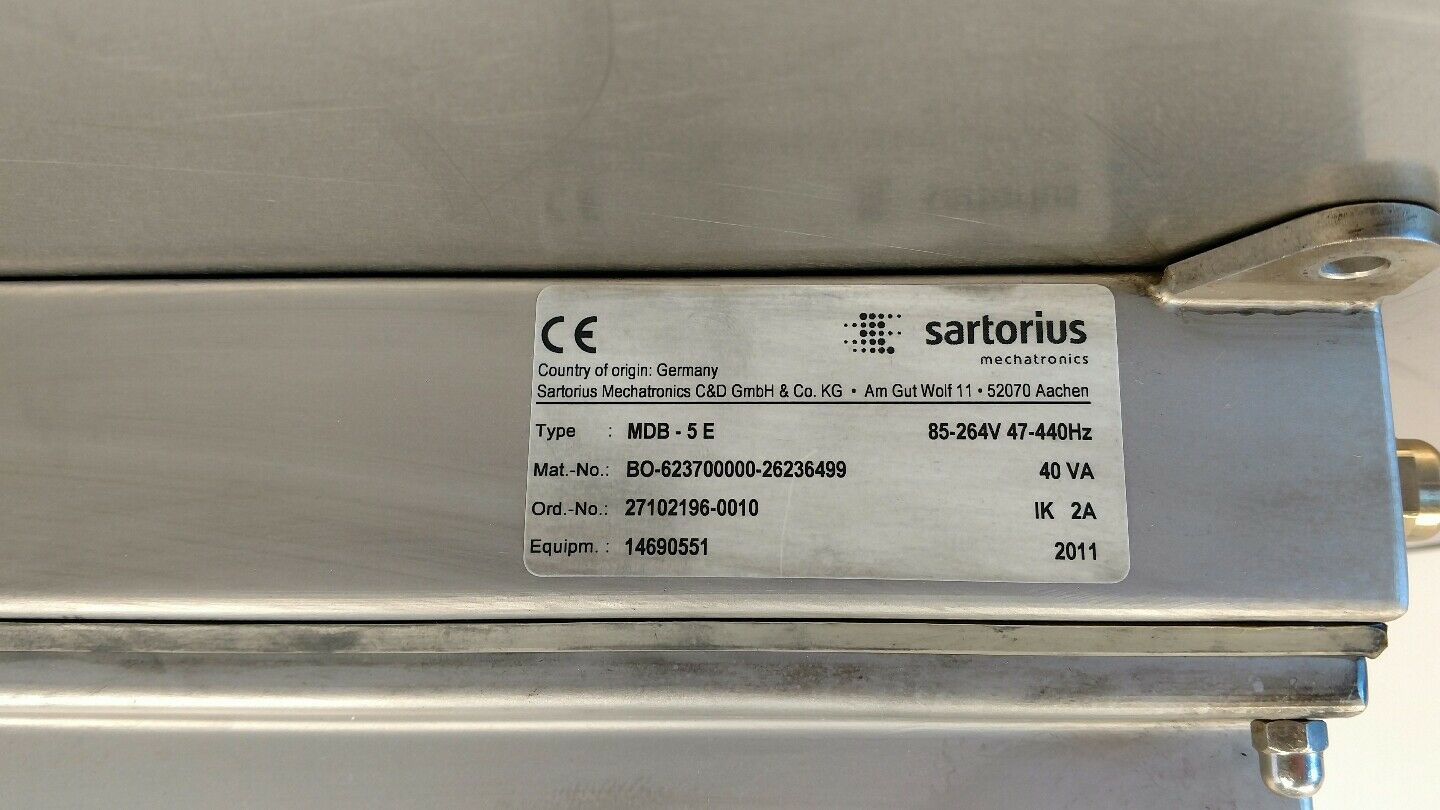 CE
sartorius
mechatronics
Country of origin: Germany
Sartorius Mechatronics C&D GmbH & Co. KG • Am Gut Wolf 11 • 52070 Aachen
Type : MDB - 5 E 85-264V 47-440Hz
Mat.-No.: BO-623700000-26236499 40 VA
Ord.-No.: 27102196-0010 IK 2A
Equipm. : 14690551 2011